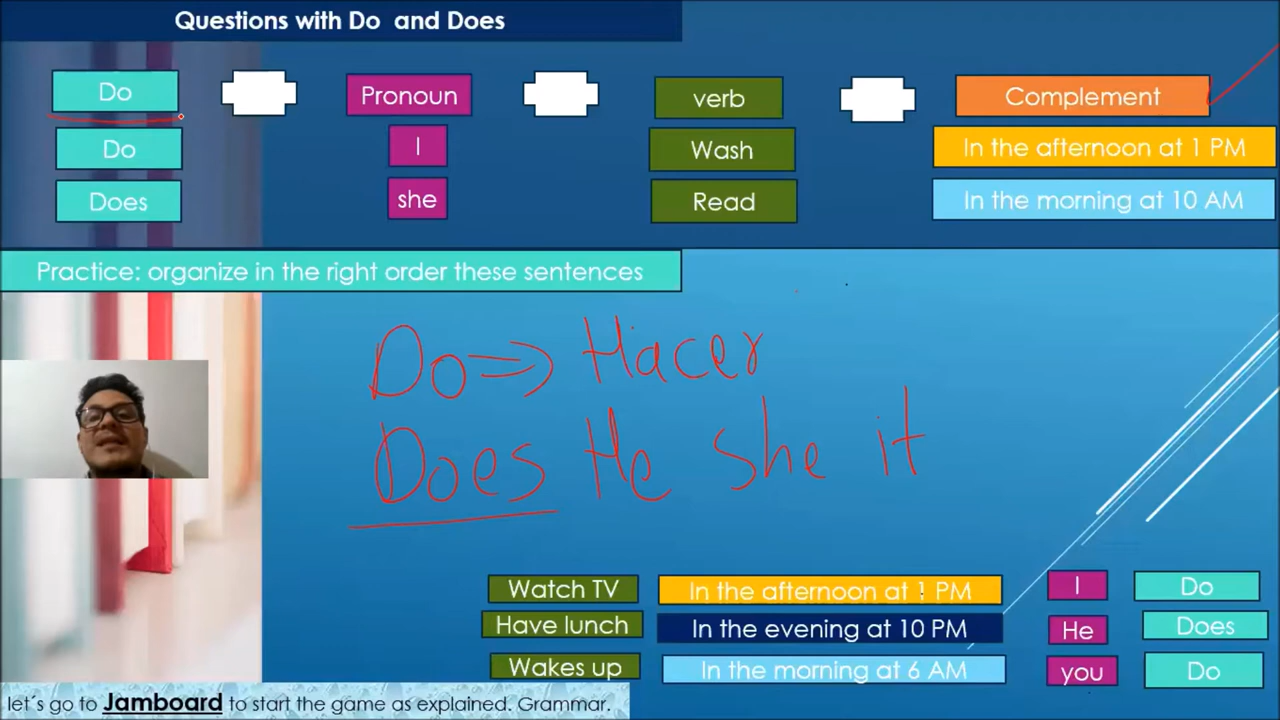 Questions with Do and Does
Do Pronoun verb Complement
Do I Wash In the afternoon at 1 PM
Does she Read In the morning at 10 AM
Practice: organize in the right order these sentences
Do => Hacer
Does He she it
Watch TV In the afternoon at 1 PM I Do
Have lunch In the evening at 10 PM He Does
Wakes up In the morning at 6 AM you Do
let´s go to Jamboard to start the game as explained. Grammar.